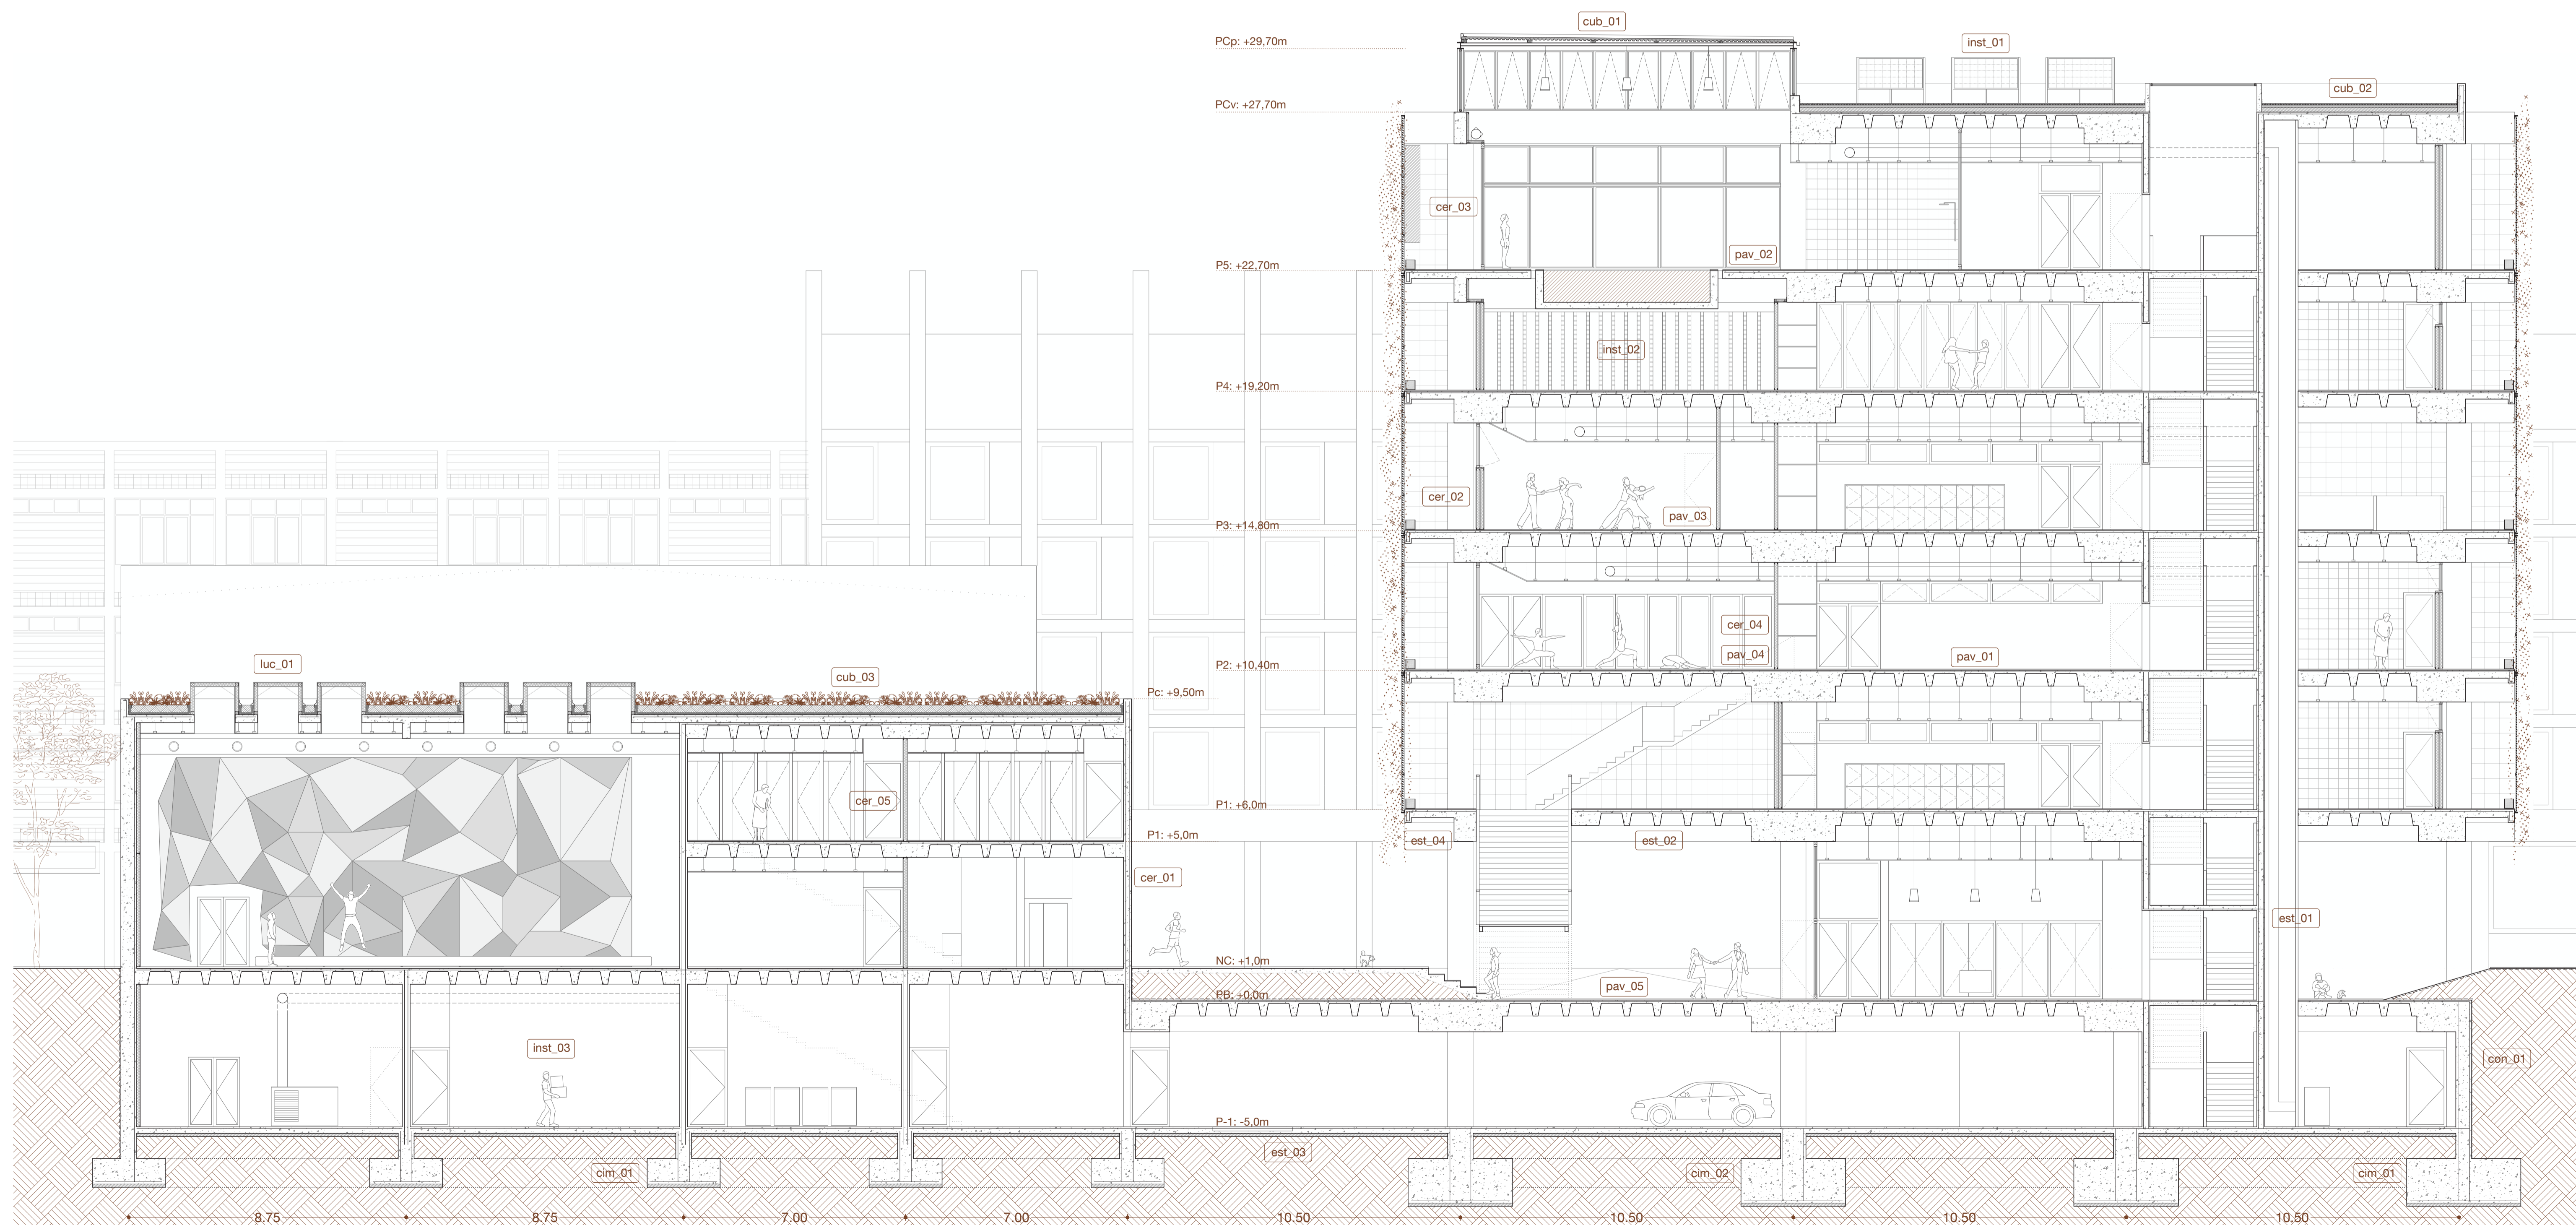 cub_01
PCp: +29,70m
inst_01
cub_02
PCv: +27,70m
cer_03
pav_02
P5: +22,70m
inst_02
P4: +19,20m
cer_02
pav_03
P3: +14,80m
cer_04
pav_04
pav_01
luc_01
P2: +10,40m
cub_03
Pc: +9,50m
cer_05
P1: +6,0m
P1: +5,0m
est_04
est_02
cer_01
est_01
NC: +1,0m
pav_05
PB: +0,0m
inst_03
con_01
P-1: -5,0m
est_03
cim_01
cim_02
cim_01
8.75
8.75
7.00
7.00
10.50
10.50
10.50
10.50